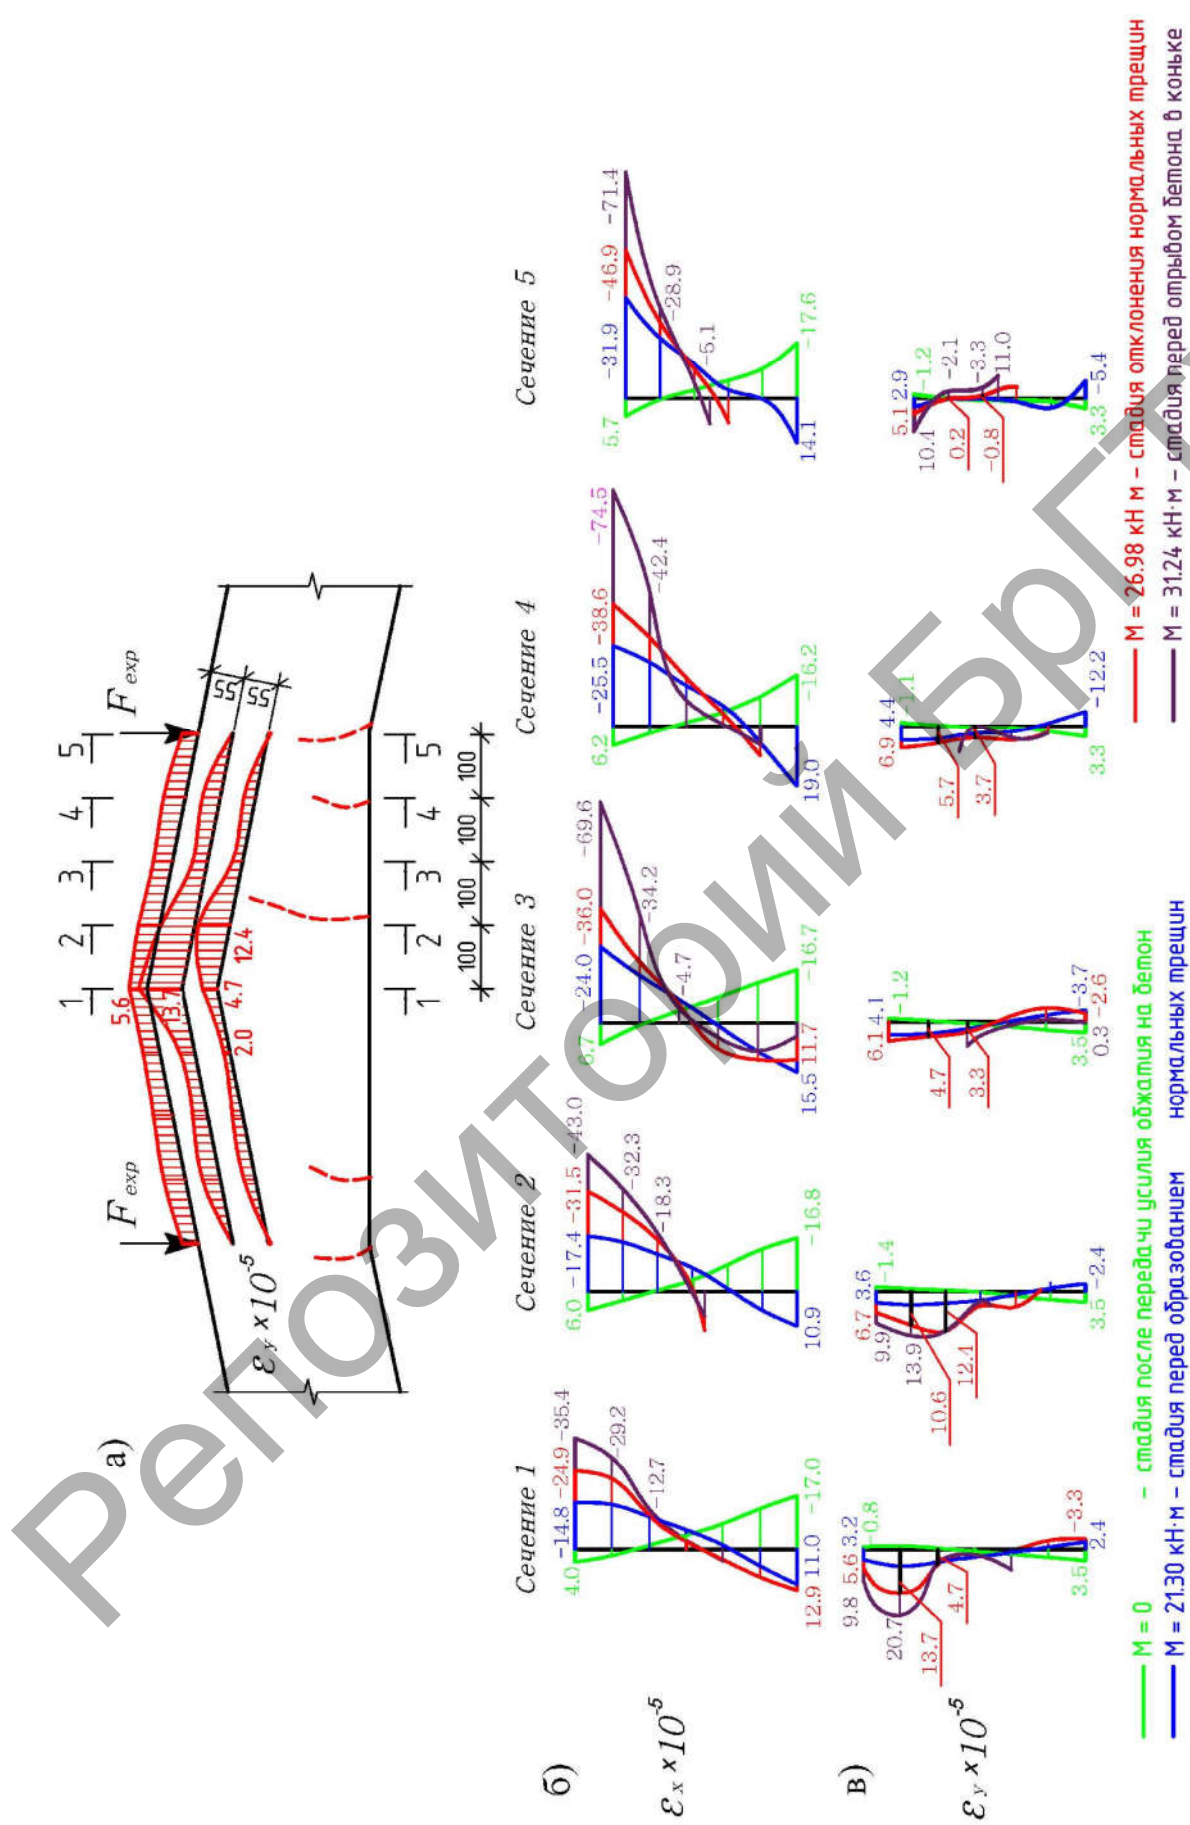 а)
F exp
F exp
1 2 3 4 5
5.6
13.7
2.0
4.7
12.4
55
55
ε y ×10⁻⁵
1 2 3 4 5
100 100 100 100
б)
ε x ×10⁻⁵
Сечение 1
4.0 -14.8 -24.9 -35.4
-29.2
-12.7
12.9 11.0 -17.0
Сечение 2
6.0 -17.4 -31.5 -43.0
-32.3
-18.3
10.9 -16.8
Сечение 3
6.7 -24.0 -36.0 -69.6
-34.2
-4.7
15.5 11.7 -16.7
Сечение 4
6.2 -25.5 -38.6 -74.5
-42.4
19.0 -16.2
Сечение 5
5.7 -31.9 -46.9 -71.4
-28.9
-5.1
14.1 -17.6
в)
ε y ×10⁻⁵
9.8 5.6 3.2 -0.8
20.7
13.7
4.7
3.5 2.4 -3.3
9.9 6.7 3.6 -1.4
13.9
10.6
12.4
3.5 -2.4
6.1 4.1 -1.2
4.7
3.3
3.5 0.3 -2.6 -3.7
6.9 4.4 -1.1
5.7
3.7
3.3 -12.2
10.4 5.1 2.9 -1.2
0.2
-2.1
-0.8
-3.3
11.0
3.3 -5.4
M = 0 – стадия после передачи усилия обжатия на бетон
M = 21.30 кН·м – стадия перед образованием нормальных трещин
M = 26.98 кН м – стадия отклонения нормальных трещин
M = 31.24 кН·м – стадия перед отрывом бетона в коньке
Репозиторий БрГТ